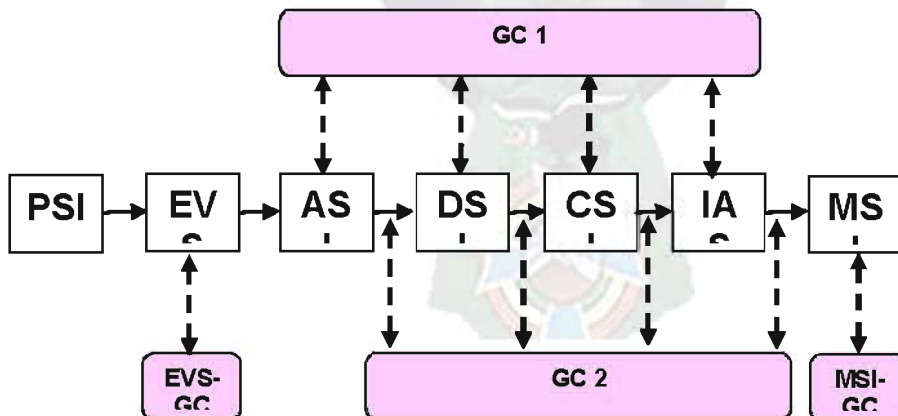 GC 1
PSI
EV
AS
DS
CS
IA
MS
EVS-
GC
GC 2
MSI-
GC